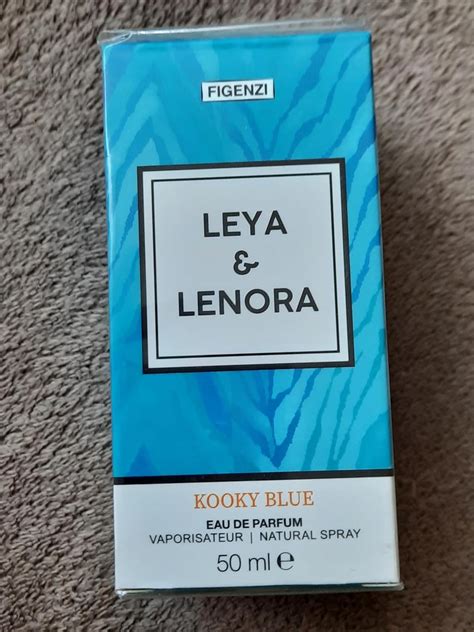 FIGENZI
LEYA
&
LENORA
KOOKY BLUE
EAU DE PARFUM
VAPORISATEUR | NATURAL SPRAY
50 ml ℮